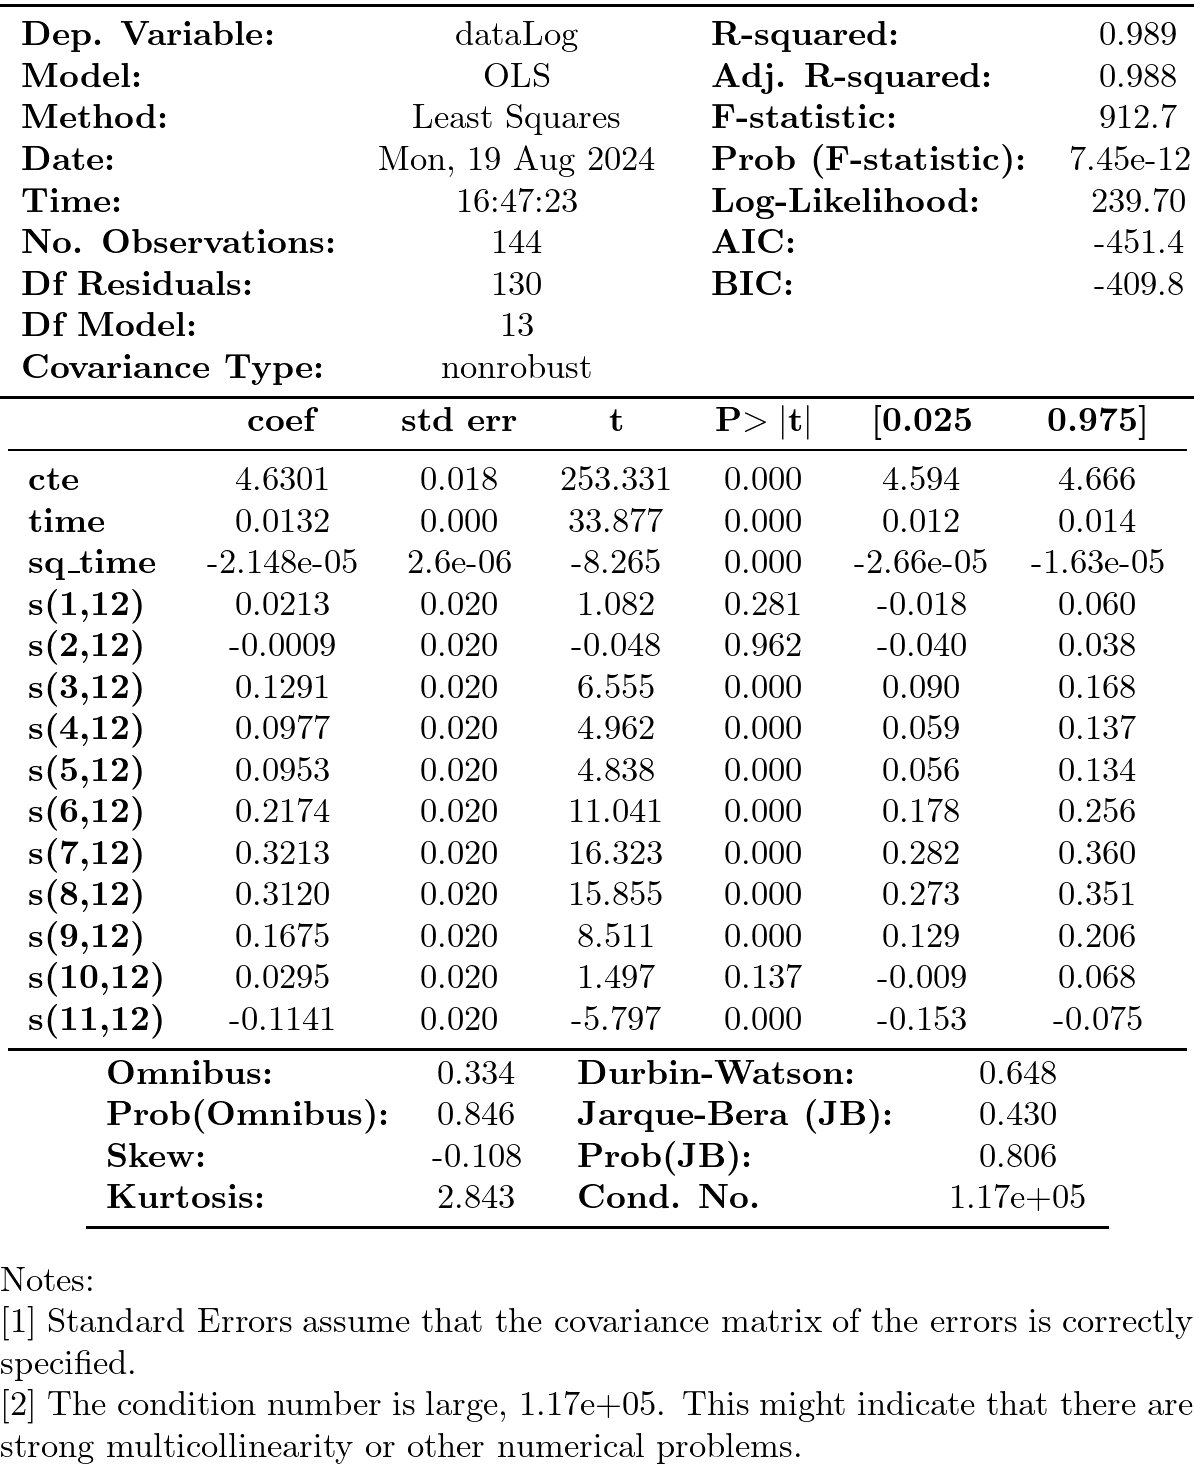 Dep. Variable: dataLog R-squared: 0.989
Model: OLS Adj. R-squared: 0.988
Method: Least Squares F-statistic: 912.7
Date: Mon, 19 Aug 2024 Prob (F-statistic): 7.45e-12
Time: 16:47:23 Log-Likelihood: 239.70
No. Observations: 144 AIC: -451.4
Df Residuals: 130 BIC: -409.8
Df Model: 13
Covariance Type: nonrobust
coef std err t P> |t| [0.025 0.975]
cte 4.6301 0.018 253.331 0.000 4.594 4.666
time 0.0132 0.000 33.877 0.000 0.012 0.014
sq_time -2.148e-05 2.6e-06 -8.265 0.000 -2.66e-05 -1.63e-05
s(1,12) 0.0213 0.020 1.082 0.281 -0.018 0.060
s(2,12) -0.0009 0.020 -0.048 0.962 -0.040 0.038
s(3,12) 0.1291 0.020 6.555 0.000 0.090 0.168
s(4,12) 0.0977 0.020 4.962 0.000 0.059 0.137
s(5,12) 0.0953 0.020 4.838 0.000 0.056 0.134
s(6,12) 0.2174 0.020 11.041 0.000 0.178 0.256
s(7,12) 0.3213 0.020 16.323 0.000 0.282 0.360
s(8,12) 0.3120 0.020 15.855 0.000 0.273 0.351
s(9,12) 0.1675 0.020 8.511 0.000 0.129 0.206
s(10,12) 0.0295 0.020 1.497 0.137 -0.009 0.068
s(11,12) -0.1141 0.020 -5.797 0.000 -0.153 -0.075
Omnibus: 0.334 Durbin-Watson: 0.648
Prob(Omnibus): 0.846 Jarque-Bera (JB): 0.430
Skew: -0.108 Prob(JB): 0.806
Kurtosis: 2.843 Cond. No. 1.17e+05
Notes:
[1] Standard Errors assume that the covariance matrix of the errors is correctly
specified.
[2] The condition number is large, 1.17e+05. This might indicate that there are
strong multicollinearity or other numerical problems.